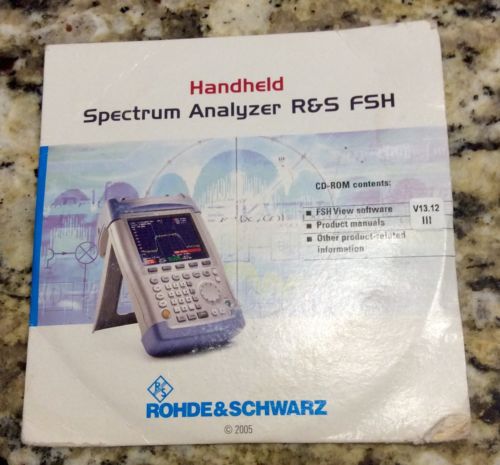 Handheld
Spectrum Analyzer R&S FSH
CD-ROM contents:
■ FSH View software
V13.12
■ Product manuals
III
■ Other product-related
information
R
S
ROHDE&SCHWARZ
© 2005